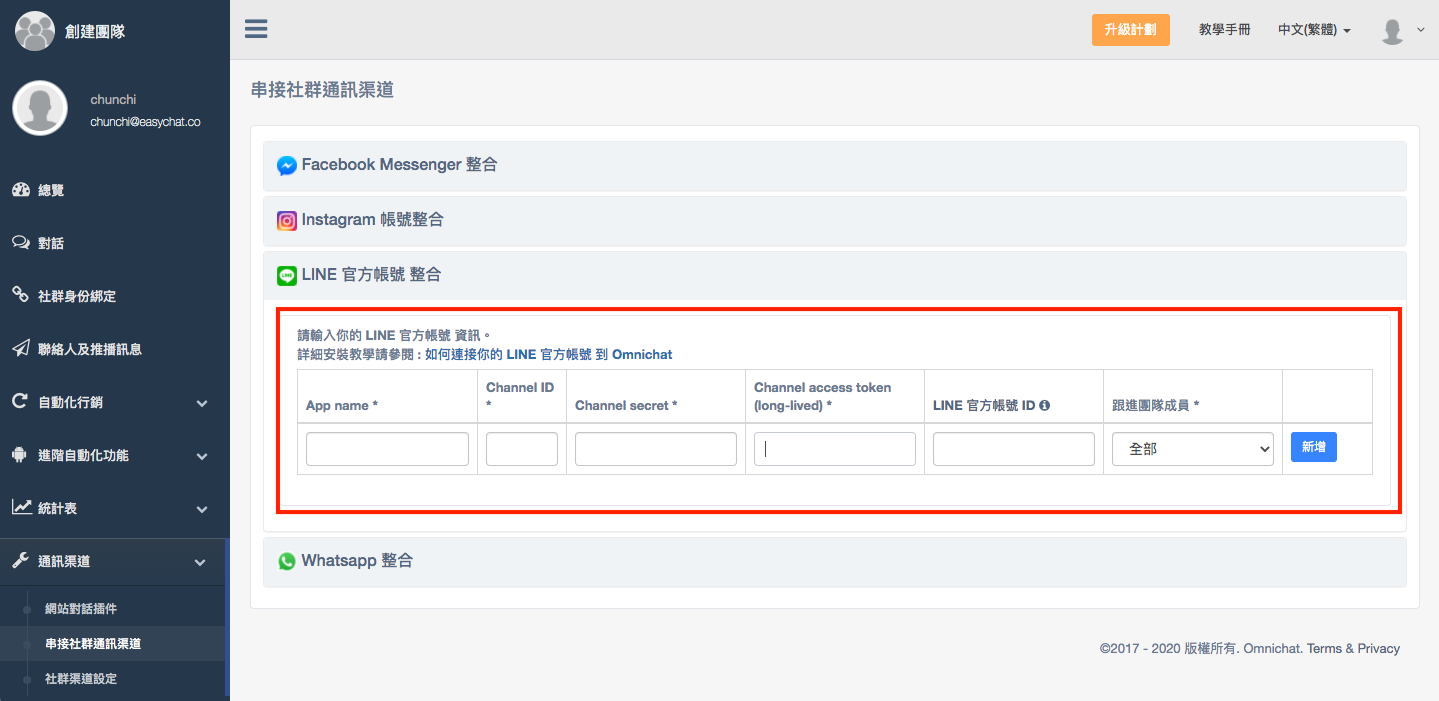 創建團隊
升級計劃 教學手冊 中文(繁體)
chunchi
chunchi@easychat.co
總覽
對話
社群身份綁定
聯絡人及推播訊息
自動化行銷
進階自動化功能
統計表
通訊渠道
網站對話插件
串接社群通訊渠道
社群渠道設定
串接社群通訊渠道
Facebook Messenger 整合
Instagram 帳號整合
LINE 官方帳號 整合
請輸入你的 LINE 官方帳號 資訊。
詳細安裝教學請參閱 : 如何連接你的 LINE 官方帳號 到 Omnichat
App name * Channel ID * Channel secret * Channel access token (long-lived) * LINE 官方帳號 ID 跟進團隊成員 *
全部 新增
Whatsapp 整合
©2017 - 2020 版權所有. Omnichat. Terms & Privacy